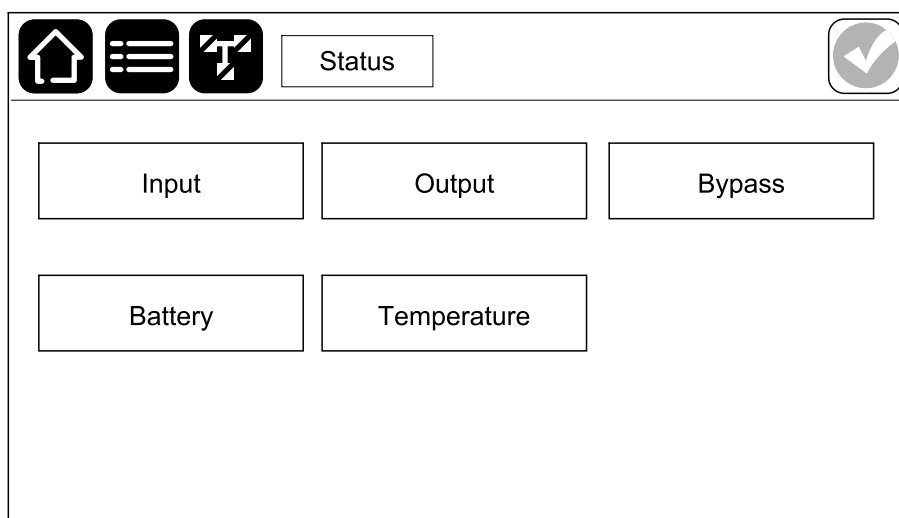 Status
Input
Output
Bypass
Battery
Temperature